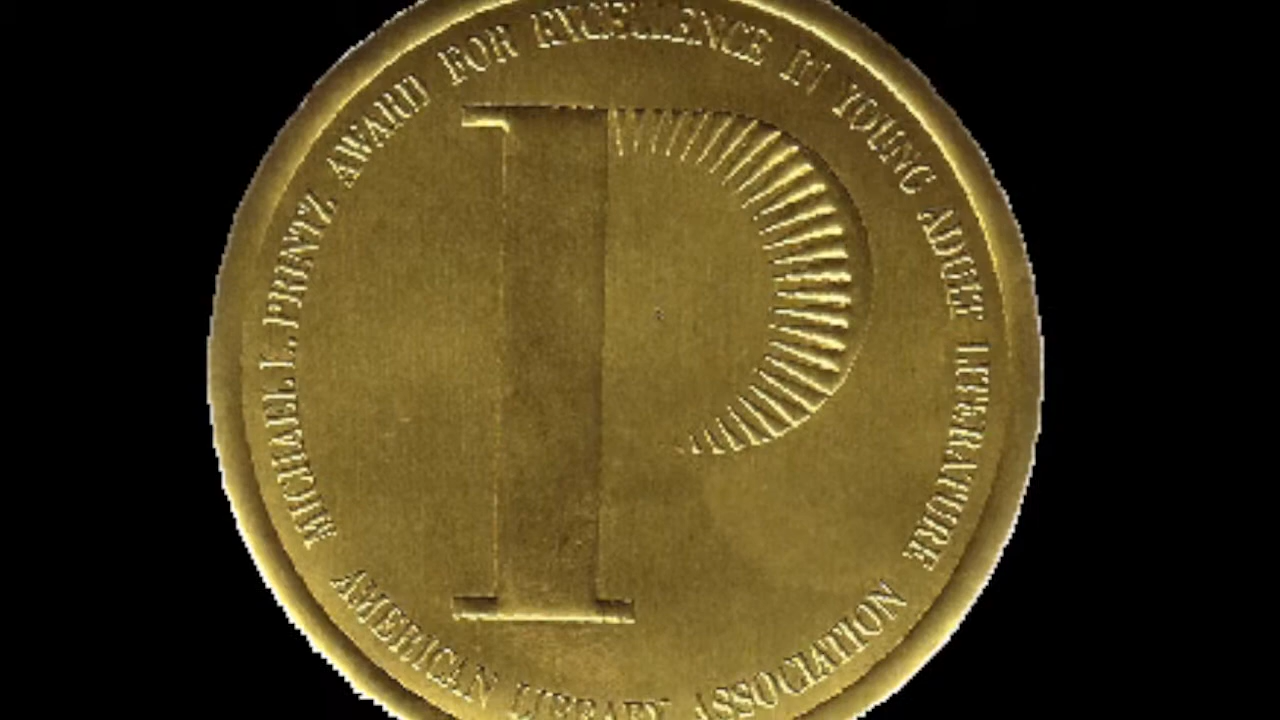 MICHAEL L. PRINTZ AWARD FOR EXCELLENCE IN YOUNG ADULT LITERATURE
P
AMERICAN LIBRARY ASSOCIATION